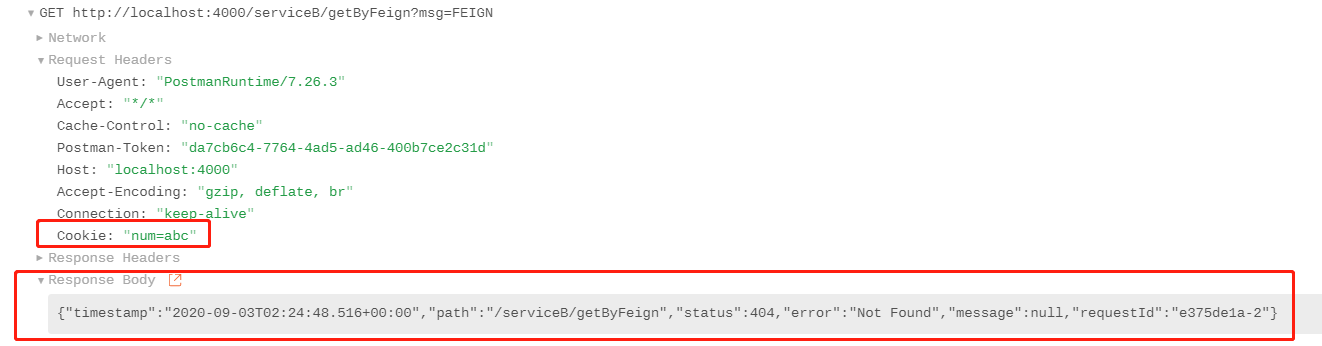 GET http://localhost:4000/serviceB/getByFeign?msg=FEIGN
Network
Request Headers
User-Agent: "PostmanRuntime/7.26.3"
Accept: "*/*"
Cache-Control: "no-cache"
Postman-Token: "da7cb6c4-7764-4ad5-ad46-400b7ce2c31d"
Host: "localhost:4000"
Accept-Encoding: "gzip, deflate, br"
Connection: "keep-alive"
Cookie: "num=abc"
Response Headers
Response Body
{"timestamp":"2020-09-03T02:24:48.516+00:00","path":"/serviceB/getByFeign","status":404,"error":"Not Found","message":null,"requestId":"e375de1a-2"}